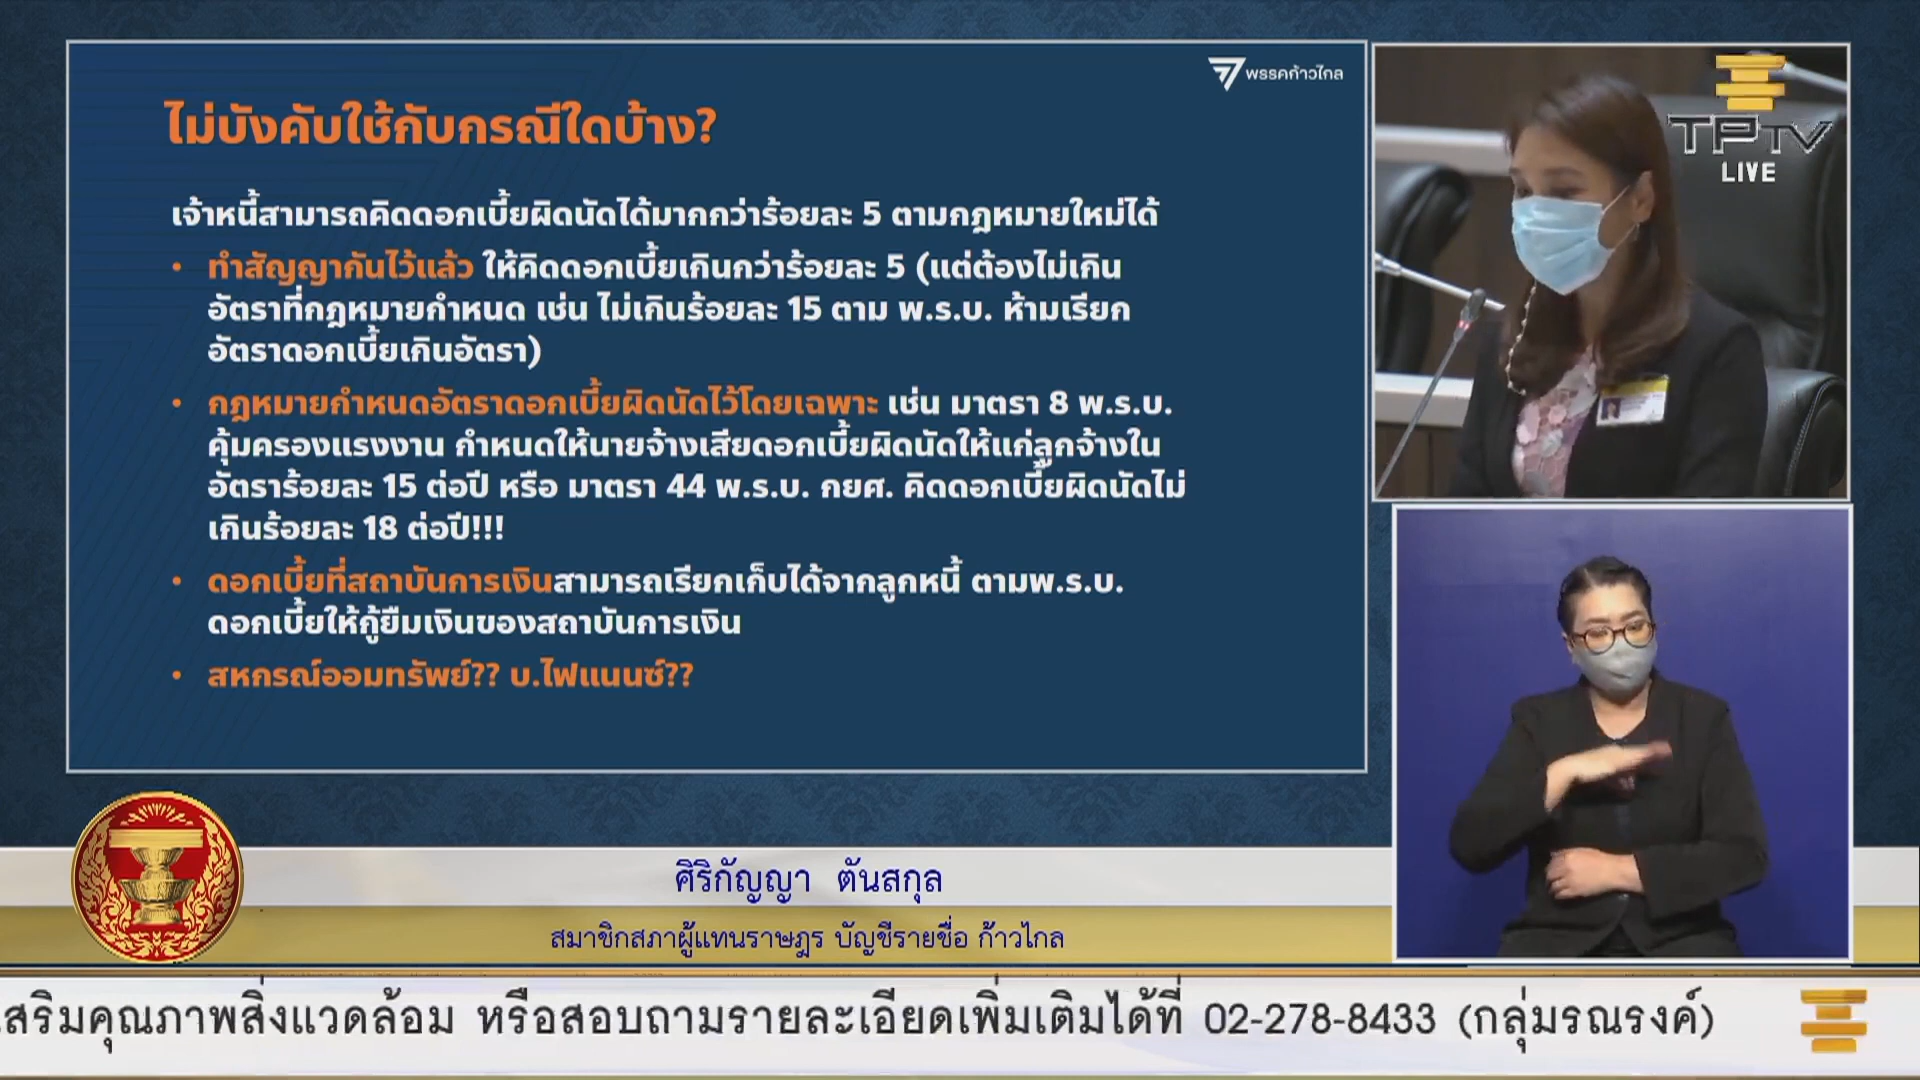 พรรคก้าวไกล
ไม่บังคับใช้กับกรณีใดบ้าง?
เจ้าหนี้สามารถคิดดอกเบี้ยผิดนัดได้มากกว่าร้อยละ 5 ตามกฎหมายใหม่ได้
• ทำสัญญากันไว้แล้ว ให้คิดดอกเบี้ยเกินกว่าร้อยละ 5 (แต่ต้องไม่เกิน
อัตราที่กฎหมายกำหนด เช่น ไม่เกินร้อยละ 15 ตาม พ.ร.บ. ห้ามเรียก
อัตราดอกเบี้ยเกินอัตรา)
• กฎหมายกำหนดอัตราดอกเบี้ยผิดนัดไว้โดยเฉพาะ เช่น มาตรา 8 พ.ร.บ.
คุ้มครองแรงงาน กำหนดให้นายจ้างเสียดอกเบี้ยผิดนัดให้แก่ลูกจ้างใน
อัตราร้อยละ 15 ต่อปี หรือ มาตรา 44 พ.ร.บ. กยศ. คิดดอกเบี้ยผิดนัดไม่
เกินร้อยละ 18 ต่อปี!!!
• ดอกเบี้ยที่สถาบันการเงินสามารถเรียกเก็บได้จากลูกหนี้ ตามพ.ร.บ.
ดอกเบี้ยให้กู้ยืมเงินของสถาบันการเงิน
• สหกรณ์ออมทรัพย์?? บ.ไฟแนนซ์??
TPTV
LIVE
ศิริกัญญา ตันสกุล
สมาชิกสภาผู้แทนราษฎร บัญชีรายชื่อ ก้าวไกล
เสริมคุณภาพสิ่งแวดล้อม หรือสอบถามรายละเอียดเพิ่มเติมได้ที่ 02-278-8433 (กลุ่มรณรงค์)